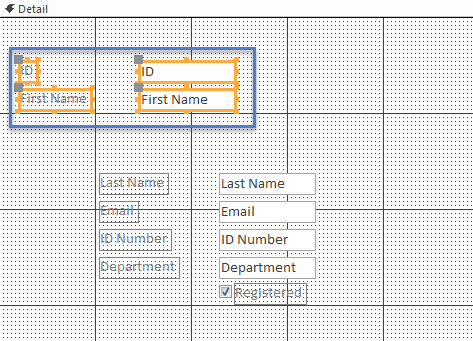 Detail
ID ID
First Name First Name
Last Name Last Name
Email Email
ID Number ID Number
Department Department
Registered